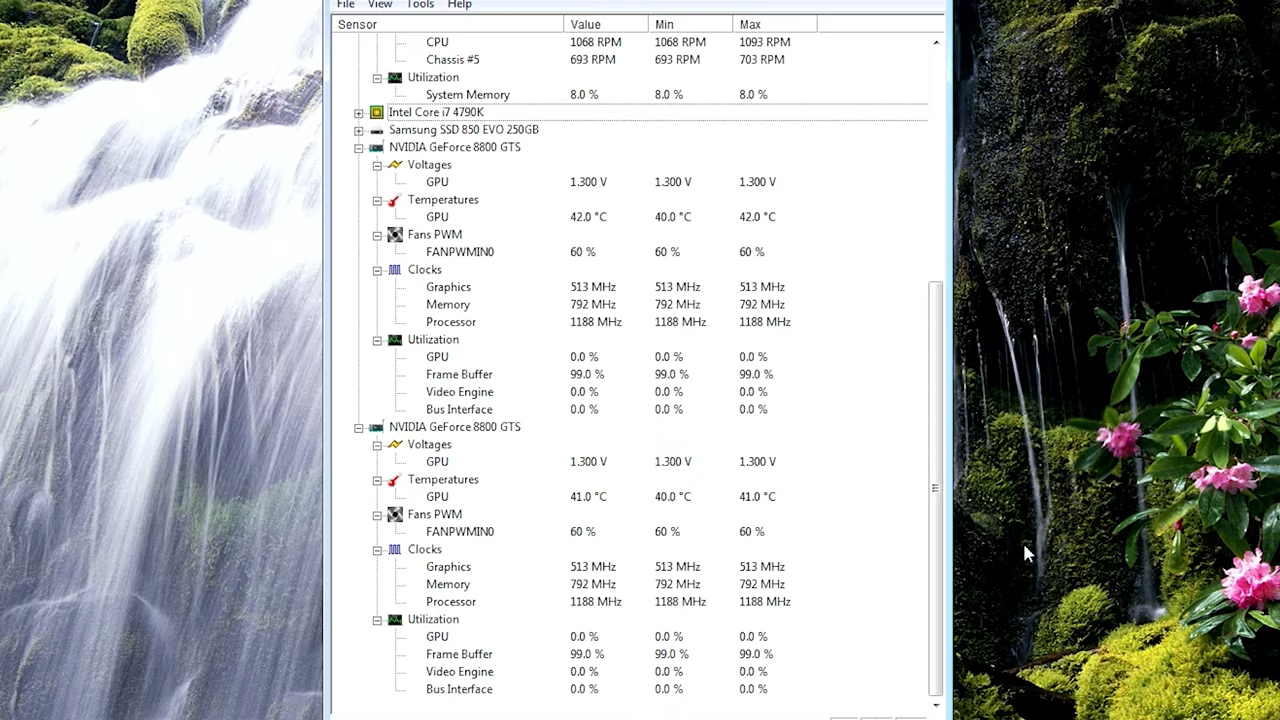 File View Tools Help
Sensor Value Min Max
CPU 1068 RPM 1068 RPM 1093 RPM
Chassis #5 693 RPM 693 RPM 703 RPM
Utilization
System Memory 8.0 % 8.0 % 8.0 %
Intel Core i7 4790K
Samsung SSD 850 EVO 250GB
NVIDIA GeForce 8800 GTS
Voltages
GPU 1.300 V 1.300 V 1.300 V
Temperatures
GPU 42.0 °C 40.0 °C 42.0 °C
Fans PWM
FANPWMIN0 60 % 60 % 60 %
Clocks
Graphics 513 MHz 513 MHz 513 MHz
Memory 792 MHz 792 MHz 792 MHz
Processor 1188 MHz 1188 MHz 1188 MHz
Utilization
GPU 0.0 % 0.0 % 0.0 %
Frame Buffer 99.0 % 99.0 % 99.0 %
Video Engine 0.0 % 0.0 % 0.0 %
Bus Interface 0.0 % 0.0 % 0.0 %
NVIDIA GeForce 8800 GTS
Voltages
GPU 1.300 V 1.300 V 1.300 V
Temperatures
GPU 41.0 °C 40.0 °C 41.0 °C
Fans PWM
FANPWMIN0 60 % 60 % 60 %
Clocks
Graphics 513 MHz 513 MHz 513 MHz
Memory 792 MHz 792 MHz 792 MHz
Processor 1188 MHz 1188 MHz 1188 MHz
Utilization
GPU 0.0 % 0.0 % 0.0 %
Frame Buffer 99.0 % 99.0 % 99.0 %
Video Engine 0.0 % 0.0 % 0.0 %
Bus Interface 0.0 % 0.0 % 0.0 %